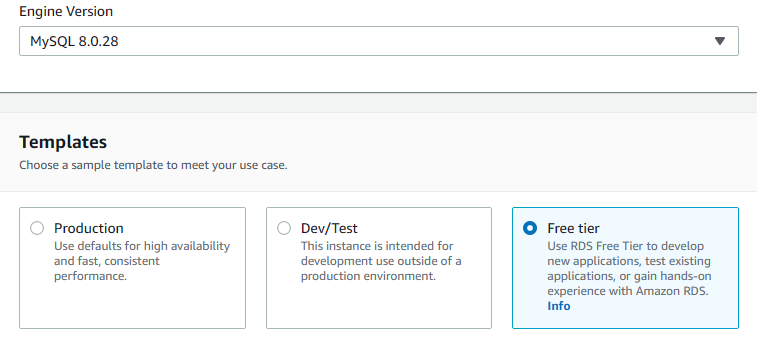 Engine Version
MySQL 8.0.28
Templates
Choose a sample template to meet your use case.
Production
Use defaults for high availability
and fast, consistent
performance.
Dev/Test
This instance is intended for
development use outside of a
production environment.
Free tier
Use RDS Free Tier to develop
new applications, test existing
applications, or gain hands-on
experience with Amazon RDS.
Info